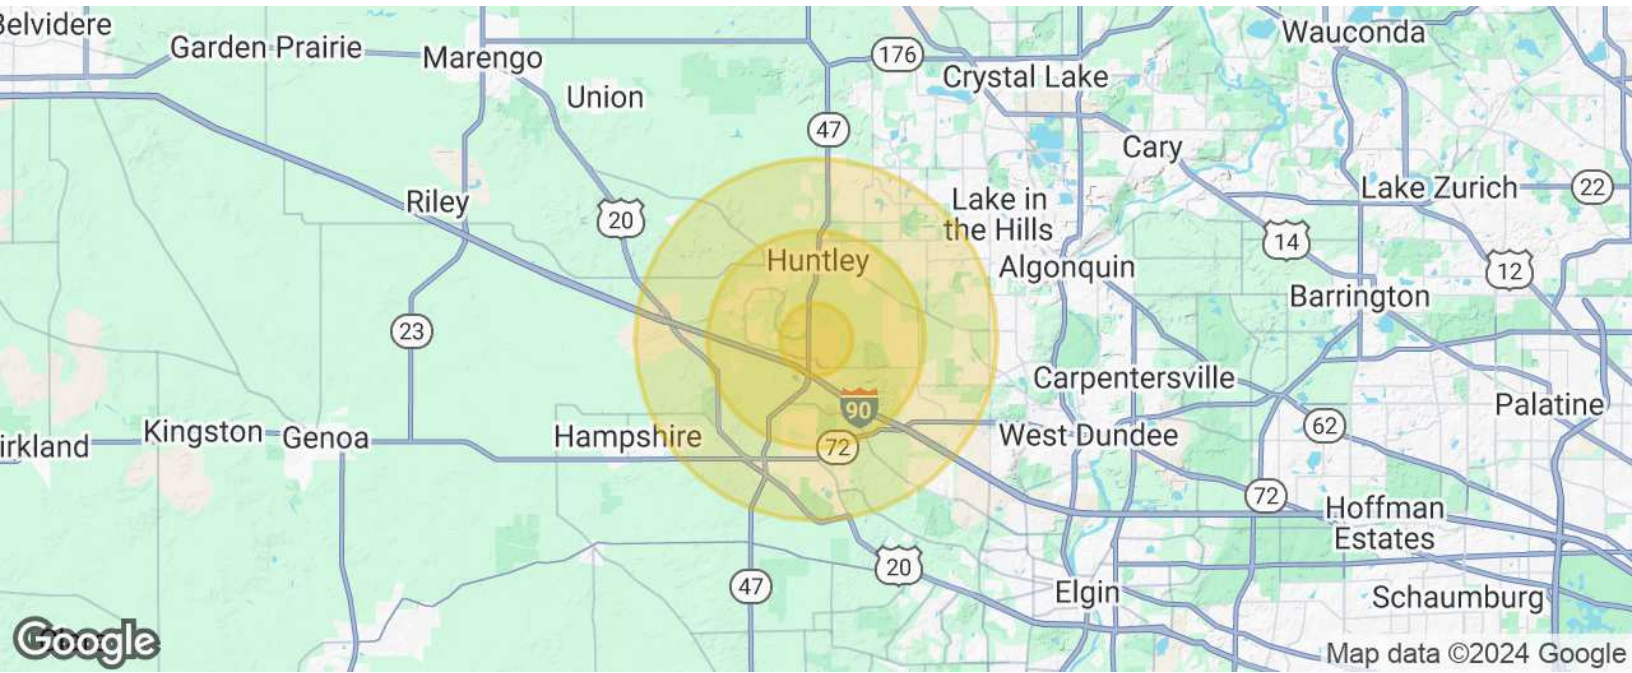 Belvidere
Garden Prairie
Marengo
Union
176
Crystal Lake
Wauconda
47
Cary
Riley
20
Lake in
the Hills
Lake Zurich
22
14
Huntley
Algonquin
12
Barrington
23
Carpentersville
90
Palatine
Kingston
Genoa
irkland
Hampshire
72
West Dundee
62
72
Hoffman
Estates
20
47
Elgin
Schaumburg
Google
Map data ©2024 Google